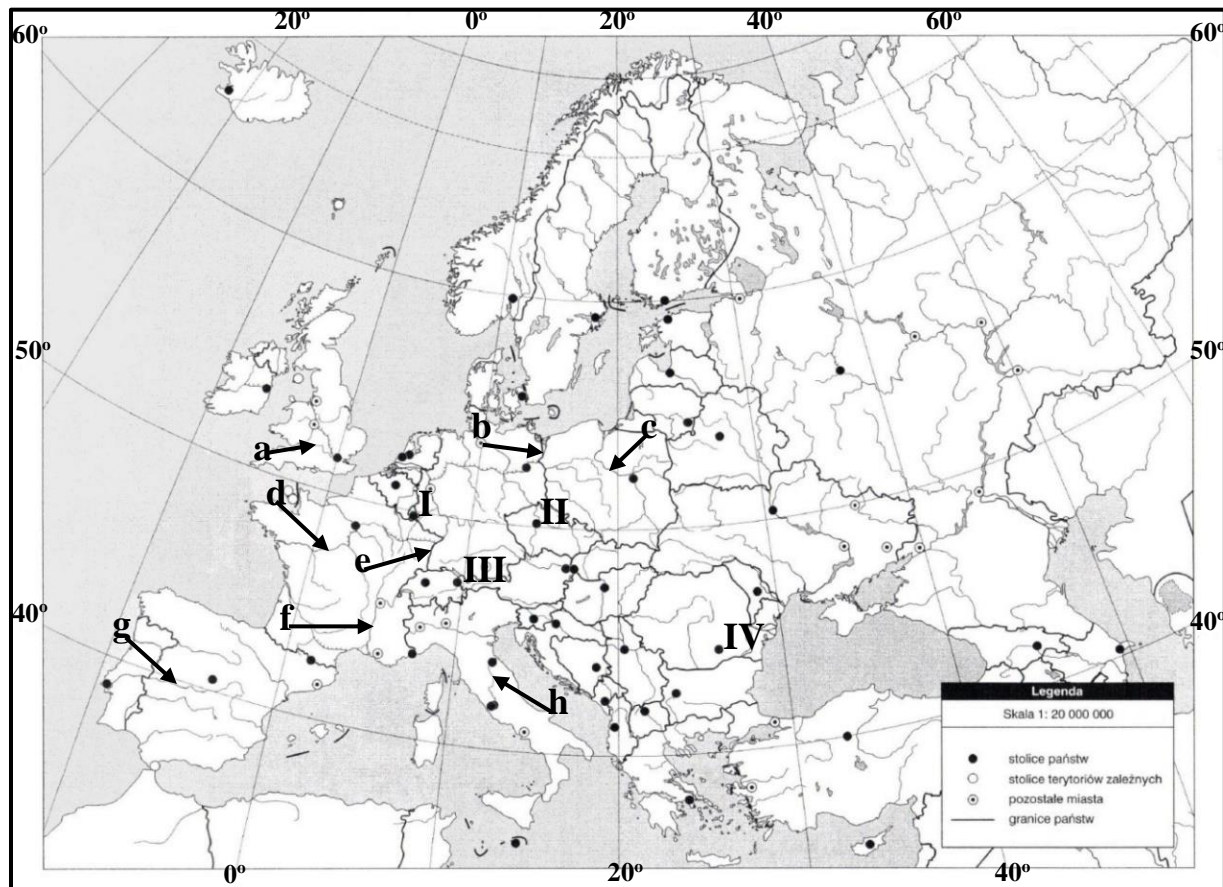 20º 0º 20º 40º 60º
60º 60º
50º 50º
b c
a
d I II
e III
40º 40º
f
g IV
h
Legenda
Skala 1: 20 000 000
stolice państw
stolice terytoriów zależnych
pozostałe miasta
granice państw
0º 20º 40º